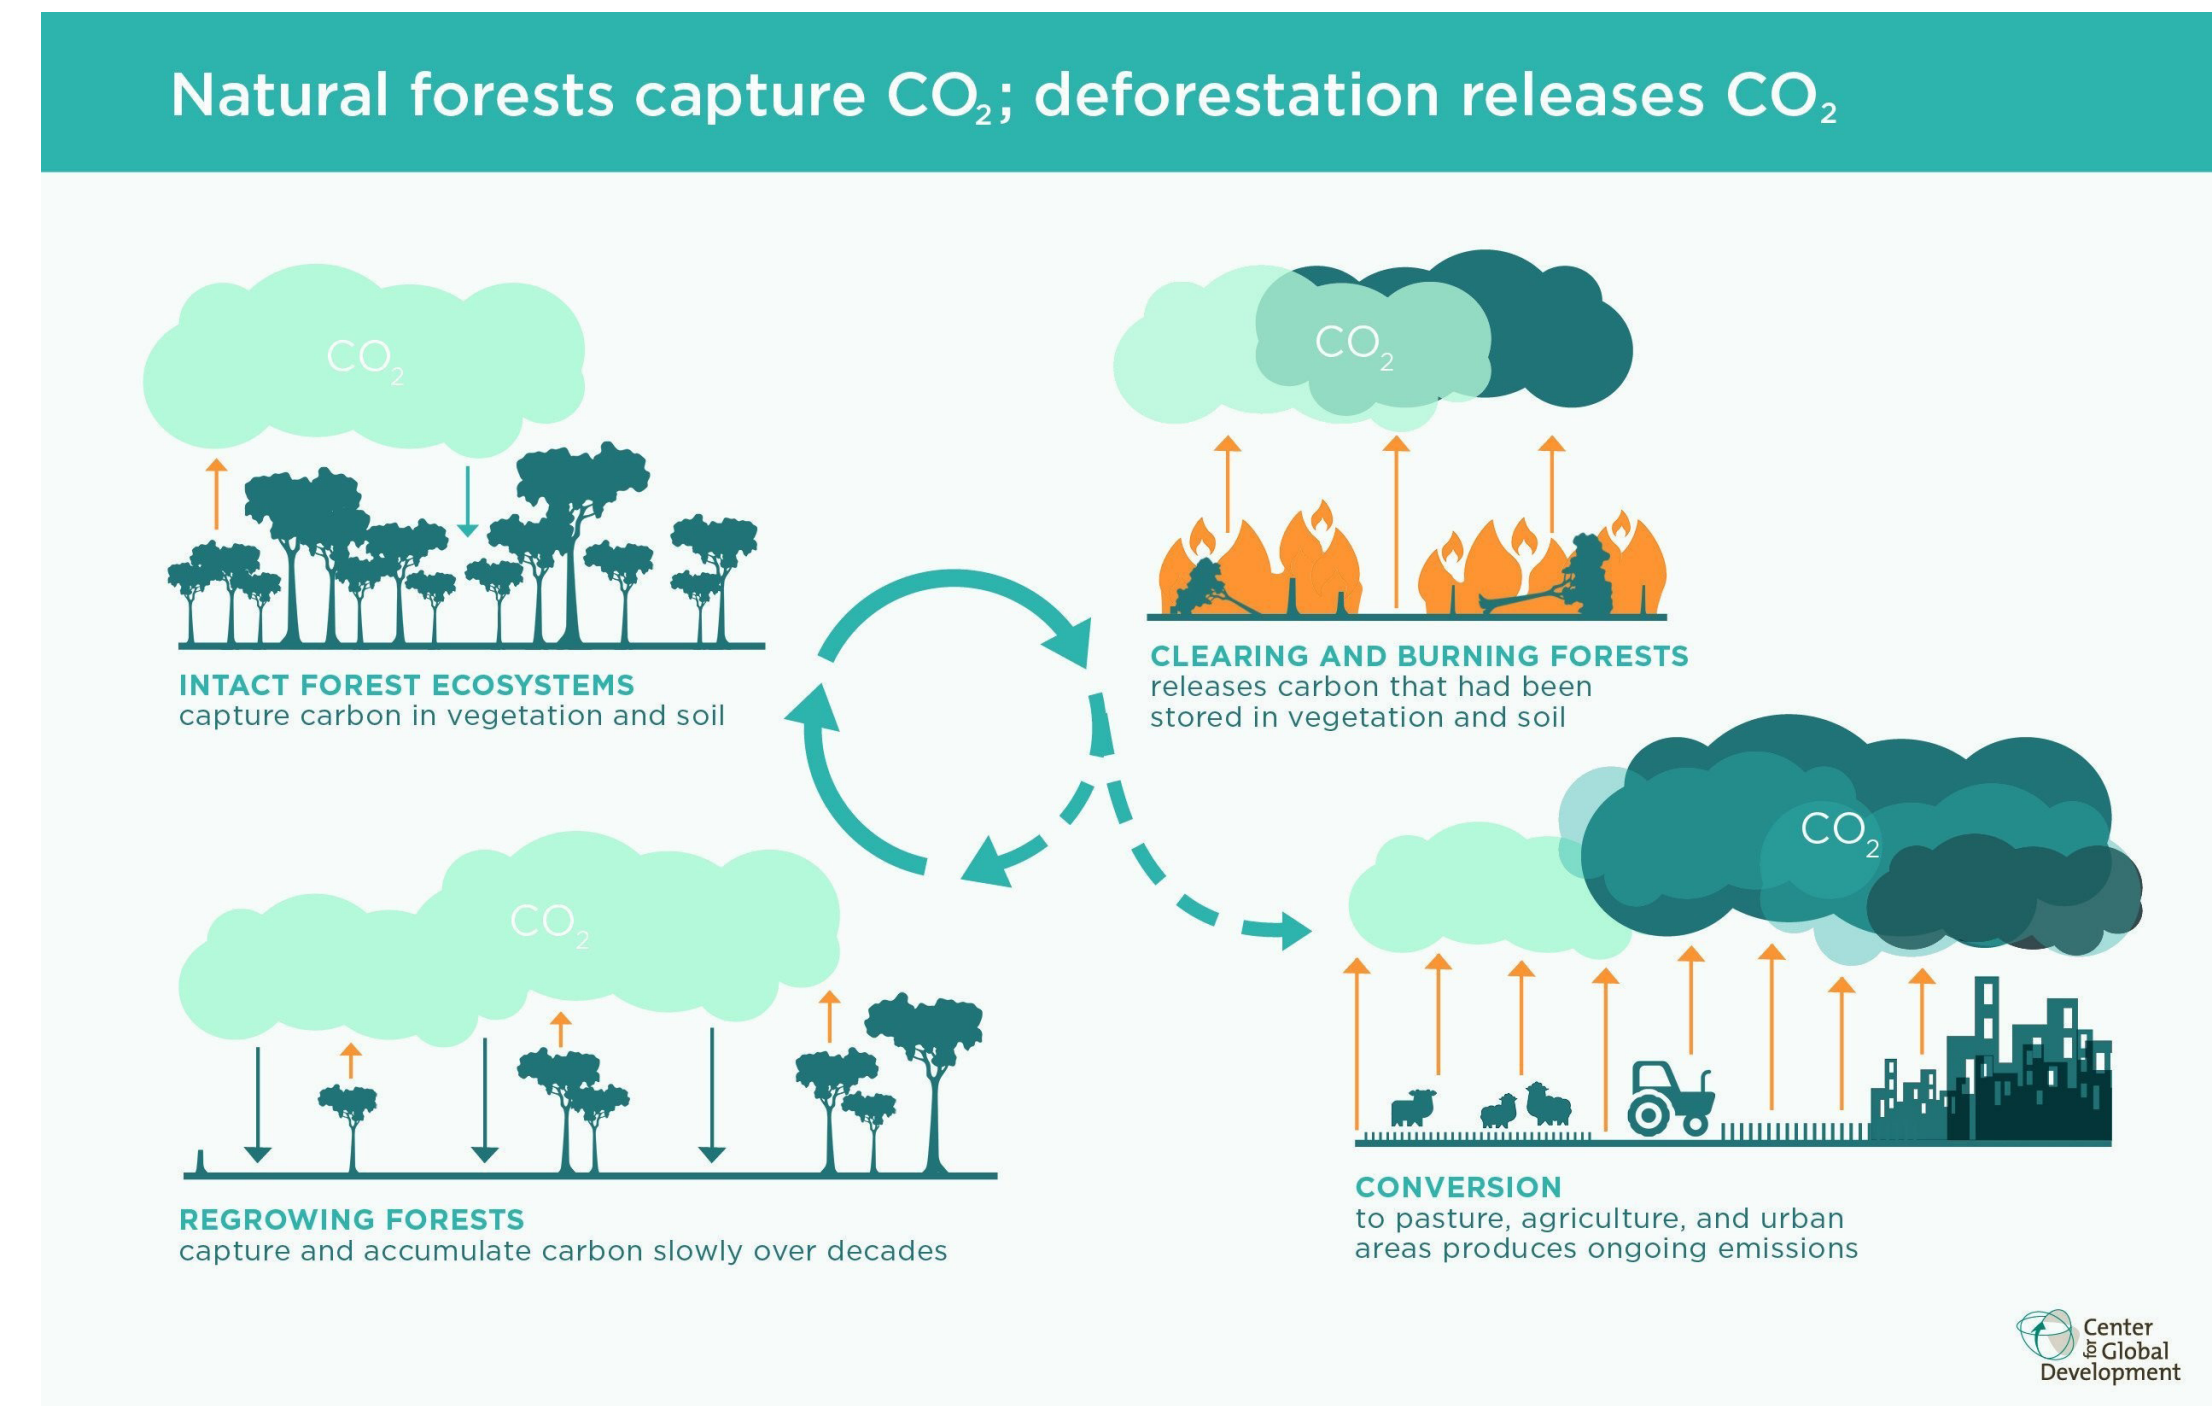 Natural forests capture CO₂; deforestation releases CO₂
CO₂
INTACT FOREST ECOSYSTEMS
capture carbon in vegetation and soil
CO₂
CLEARING AND BURNING FORESTS
releases carbon that had been
stored in vegetation and soil
CO₂
REGROWING FORESTS
capture and accumulate carbon slowly over decades
CO₂
CONVERSION
to pasture, agriculture, and urban
areas produces ongoing emissions
Center
for Global
Development